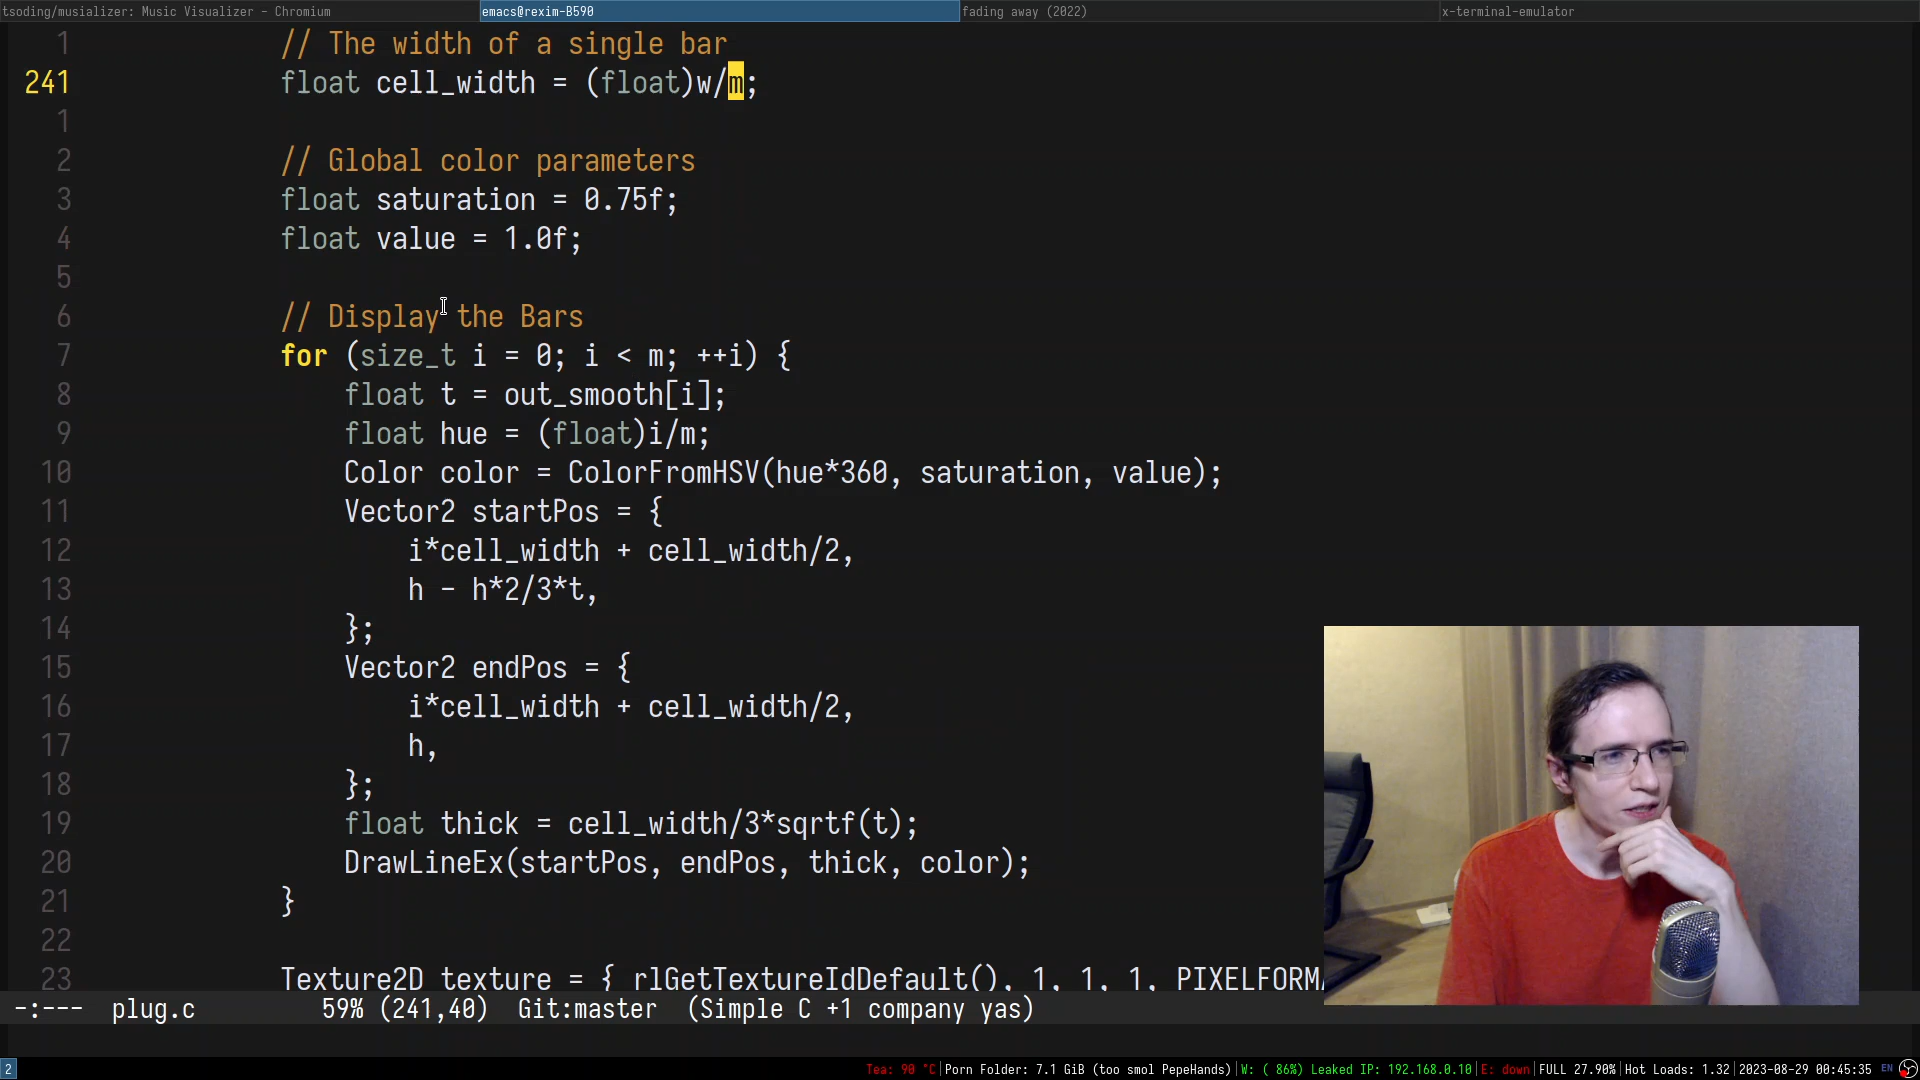 tsoding/musializer: Music Visualizer - Chromium
emacs@rexim-B590
fading away (2022)
x-terminal-emulator
1 // The width of a single bar
241 float cell_width = (float)w/m;
1
2 // Global color parameters
3 float saturation = 0.75f;
4 float value = 1.0f;
5
6 // Display the Bars
7 for (size_t i = 0; i < m; ++i) {
8 float t = out_smooth[i];
9 float hue = (float)i/m;
10 Color color = ColorFromHSV(hue*360, saturation, value);
11 Vector2 startPos = {
12 i*cell_width + cell_width/2,
13 h - h*2/3*t,
14 };
15 Vector2 endPos = {
16 i*cell_width + cell_width/2,
17 h,
18 };
19 float thick = cell_width/3*sqrtf(t);
20 DrawLineEx(startPos, endPos, thick, color);
21 }
22
23 Texture2D texture = { rlGetTextureIdDefault(), 1, 1, 1, PIXELFORM
-:--- plug.c 59% (241,40) Git:master (Simple C +1 company yas)
2 Tea: 90 °C|Porn Folder: 7.1 GiB (too smol PepeHands)|W: ( 86%) Leaked IP: 192.168.0.10|E: down|FULL 27.90%|Hot Loads: 1.32|2023-08-29 00:45:35 EN